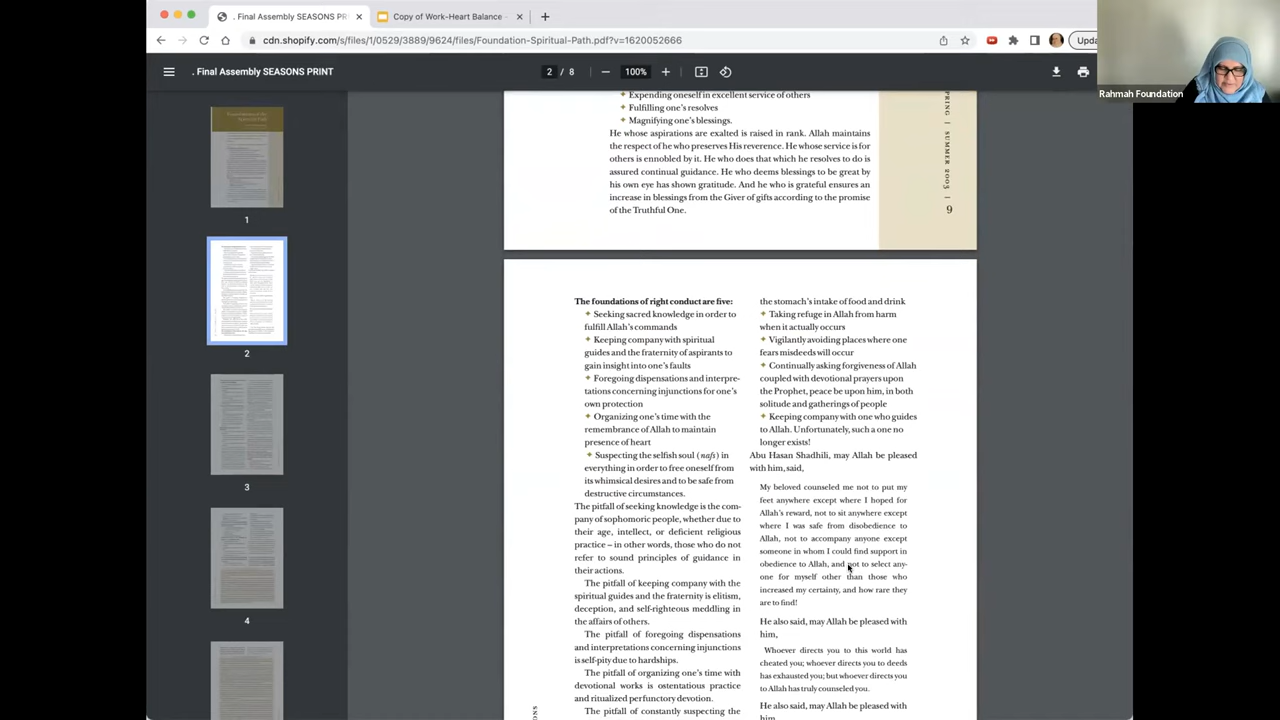 . Final Assembly SEASONS PR
Copy of Work-Heart Balance
cdn.shopify.com/s/files/1/0529/3889/9624/files/Foundation-Spiritual-Path.pdf?v=1620052666
Rahmah Foundation
. Final Assembly SEASONS PRINT
2 / 8
100%
1
2
3
4
Expending oneself in excellent service of others
Fulfilling one's resolves
Magnifying one's blessings.
He whose aspirations are exalted is raised in rank. Allah maintains
the respect of he who preserves His reverence. He whose service is for
others is ennobled by it. He who does that which he resolves to do is
assured continual guidance. He who deems blessings to be great by
his own eye has shown gratitude. And he who is grateful ensures an
increase in blessings from the Giver of gifts according to the promise
of the Truthful One.
PRING | SUMMER 2003 |
9
The foundations of right conduct are five:
Seeking sacred knowledge in order to
fulfill Allah's commands
Keeping company with spiritual
guides and the fraternity of aspirants to
gain insight into one's faults
Foregoing dispensations and interpre-
tations concerning injunctions for one's
own protection
Organizing one's time with the
remembrance of Allah to maintain
presence of heart
Suspecting the selfish soul (nafs) in
everything in order to free oneself from
its whimsical desires and to be safe from
destructive circumstances.
The pitfall of seeking knowledge is the com-
pany of sophomoric people, whether due to
their age, intellect, or deficient religious
practice – in other words, those who do not
refer to sound principles of guidance in
their actions.
The pitfall of keeping company with the
spiritual guides and the fraternity is elitism,
deception, and self-righteous meddling in
the affairs of others.
The pitfall of foregoing dispensations
and interpretations concerning injunctions
is self-pity due to hardships.
The pitfall of organizing one's time with
devotional works is ostentatious practice
and ritualized perfunctory devotion.
The pitfall of constantly suspecting the
the stomach's intake of food and drink
Taking refuge in Allah from harm
when it actually occurs
Vigilantly avoiding places where one
fears misdeeds will occur
Continually asking forgiveness of Allah
coupled with devotional prayers upon
the Prophet, peace be upon him, in both
solitude and gatherings of people
Keeping company with one who guides
to Allah. Unfortunately, such a one no
longer exists!
Abu Hasan Shadhili, may Allah be pleased
with him, said,
My beloved counseled me not to put my
feet anywhere except where I hoped for
Allah's reward, not to sit anywhere except
where I was safe from disobedience to
Allah, not to accompany anyone except
someone in whom I could find support in
obedience to Allah, and not to select any-
one for myself other than those who
increased my certainty, and how rare they
are to find!
He also said, may Allah be pleased with
him,
Whoever directs you to this world has
cheated you; whoever directs you to deeds
has exhausted you; but whoever directs you
to Allah has truly counseled you.
He also said, may Allah be pleased with
him